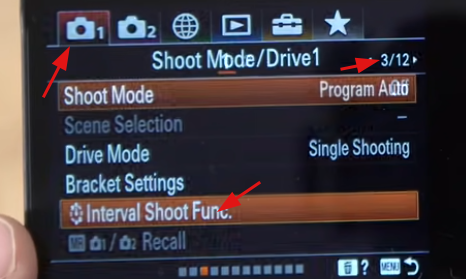 1 2
Shoot Mode/Drive1 3/12
Shoot Mode Program Auto
Scene Selection –
Drive Mode Single Shooting
Bracket Settings
Interval Shoot Func.
MR 1 / 2 Recall
? MENU